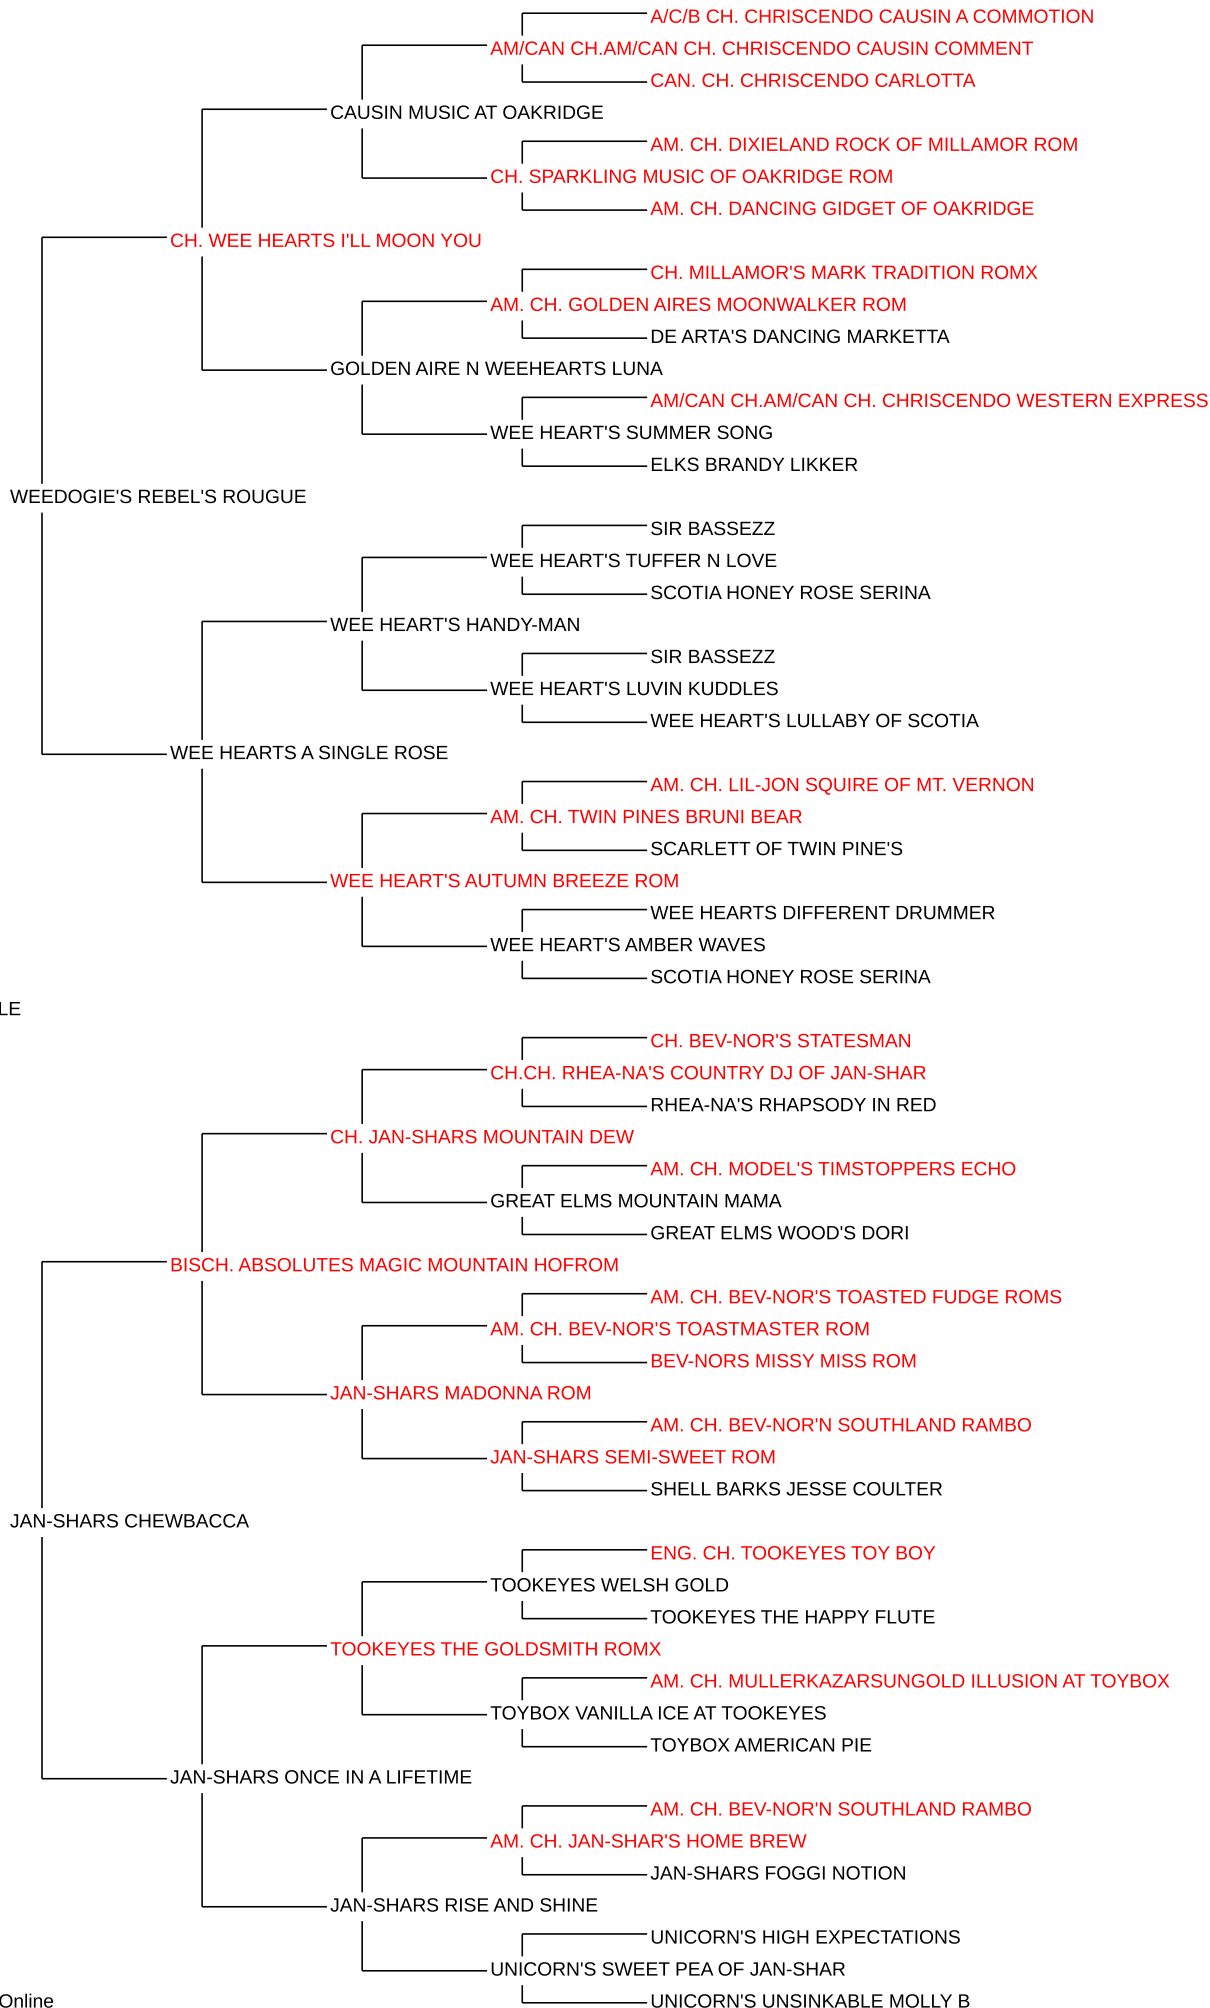 A/C/B CH. CHRISCENDO CAUSIN A COMMOTION
AM/CAN CH.AM/CAN CH. CHRISCENDO CAUSIN COMMENT
CAN. CH. CHRISCENDO CARLOTTA
CAUSIN MUSIC AT OAKRIDGE
AM. CH. DIXIELAND ROCK OF MILLAMOR ROM
CH. SPARKLING MUSIC OF OAKRIDGE ROM
AM. CH. DANCING GIDGET OF OAKRIDGE
CH. WEE HEARTS I'LL MOON YOU
CH. MILLAMOR'S MARK TRADITION ROMX
AM. CH. GOLDEN AIRES MOONWALKER ROM
DE ARTA'S DANCING MARKETTA
GOLDEN AIRE N WEEHEARTS LUNA
AM/CAN CH.AM/CAN CH. CHRISCENDO WESTERN EXPRESS
WEE HEART'S SUMMER SONG
ELKS BRANDY LIKKER
WEEDOGIE'S REBEL'S ROUGUE
SIR BASSEZZ
WEE HEART'S TUFFER N LOVE
SCOTIA HONEY ROSE SERINA
WEE HEART'S HANDY-MAN
SIR BASSEZZ
WEE HEART'S LUVIN KUDDLES
WEE HEART'S LULLABY OF SCOTIA
WEE HEARTS A SINGLE ROSE
AM. CH. LIL-JON SQUIRE OF MT. VERNON
AM. CH. TWIN PINES BRUNI BEAR
SCARLETT OF TWIN PINE'S
WEE HEART'S AUTUMN BREEZE ROM
WEE HEARTS DIFFERENT DRUMMER
WEE HEART'S AMBER WAVES
SCOTIA HONEY ROSE SERINA
LE
CH. BEV-NOR'S STATESMAN
CH.CH. RHEA-NA'S COUNTRY DJ OF JAN-SHAR
RHEA-NA'S RHAPSODY IN RED
CH. JAN-SHARS MOUNTAIN DEW
AM. CH. MODEL'S TIMSTOPPERS ECHO
GREAT ELMS MOUNTAIN MAMA
GREAT ELMS WOOD'S DORI
BISCH. ABSOLUTES MAGIC MOUNTAIN HOFROM
AM. CH. BEV-NOR'S TOASTED FUDGE ROMS
AM. CH. BEV-NOR'S TOASTMASTER ROM
BEV-NORS MISSY MISS ROM
JAN-SHARS MADONNA ROM
AM. CH. BEV-NOR'N SOUTHLAND RAMBO
JAN-SHARS SEMI-SWEET ROM
SHELL BARKS JESSE COULTER
JAN-SHARS CHEWBACCA
ENG. CH. TOOKEYES TOY BOY
TOOKEYES WELSH GOLD
TOOKEYES THE HAPPY FLUTE
TOOKEYES THE GOLDSMITH ROMX
AM. CH. MULLERKAZARSUNGOLD ILLUSION AT TOYBOX
TOYBOX VANILLA ICE AT TOOKEYES
TOYBOX AMERICAN PIE
JAN-SHARS ONCE IN A LIFETIME
AM. CH. BEV-NOR'N SOUTHLAND RAMBO
AM. CH. JAN-SHAR'S HOME BREW
JAN-SHARS FOGGI NOTION
JAN-SHARS RISE AND SHINE
UNICORN'S HIGH EXPECTATIONS
UNICORN'S SWEET PEA OF JAN-SHAR
Online
UNICORN'S UNSINKABLE MOLLY B